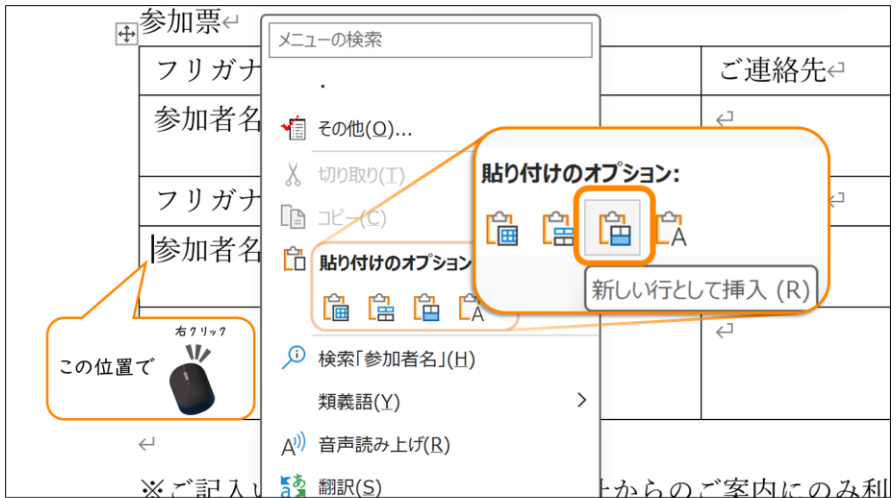 参加票↵
フリガナ
ご連絡先↵
参加者名
↵
フリガナ
↵
参加者名
↵
↵
※ご記入
からのご案内にのみ利
メニューの検索
.
その他(O)...
切り取り(T)
コピー(C)
貼り付けのオプション
A
検索「参加者名」(H)
類義語(Y)
音声読み上げ(R)
翻訳(S)
貼り付けのオプション:
A
新しい行として挿入 (R)
右クリック
この位置で